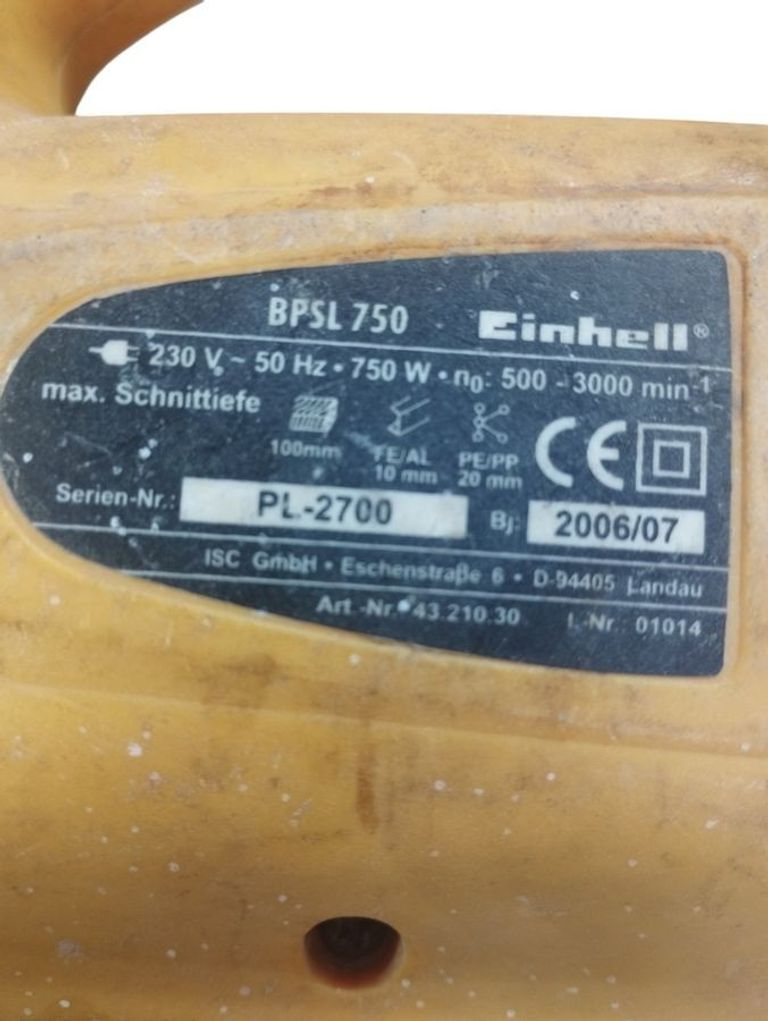 BPSL 750 Einhell®
230 V ~ 50 Hz • 750 W • n₀: 500 - 3000 min⁻¹
max. Schnittiefe
100mm FE/AL 10 mm PE/PP 20 mm CE
Serien-Nr.: PL-2700 Bj: 2006/07
ISC GmbH • Eschenstraße 6 • D-94405 Landau
Art.-Nr.: 43.210.30 I.-Nr.: 01014